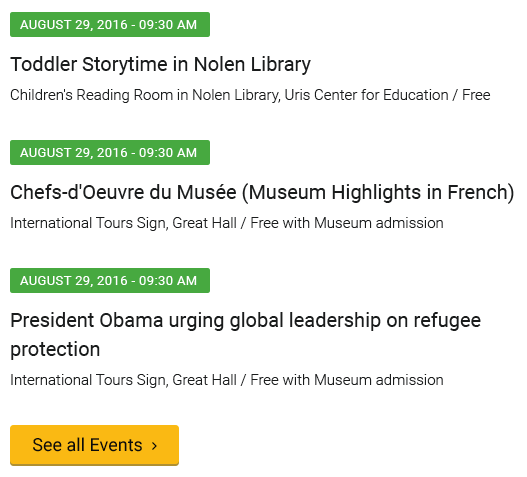 AUGUST 29, 2016 - 09:30 AM
Toddler Storytime in Nolen Library
Children's Reading Room in Nolen Library, Uris Center for Education / Free
AUGUST 29, 2016 - 09:30 AM
Chefs-d'Oeuvre du Musée (Museum Highlights in French)
International Tours Sign, Great Hall / Free with Museum admission
AUGUST 29, 2016 - 09:30 AM
President Obama urging global leadership on refugee
protection
International Tours Sign, Great Hall / Free with Museum admission
See all Events ›